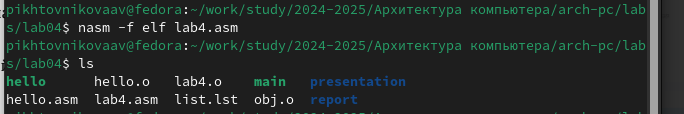 pikhtovnikovaav@fedora:~/work/study/2024-2025/Архитектура компьютера/arch-pc/lab
s/lab04$ nasm -f elf lab4.asm
pikhtovnikovaav@fedora:~/work/study/2024-2025/Архитектура компьютера/arch-pc/lab
s/lab04$ ls
hello hello.o lab4.o main presentation
hello.asm lab4.asm list.lst obj.o report